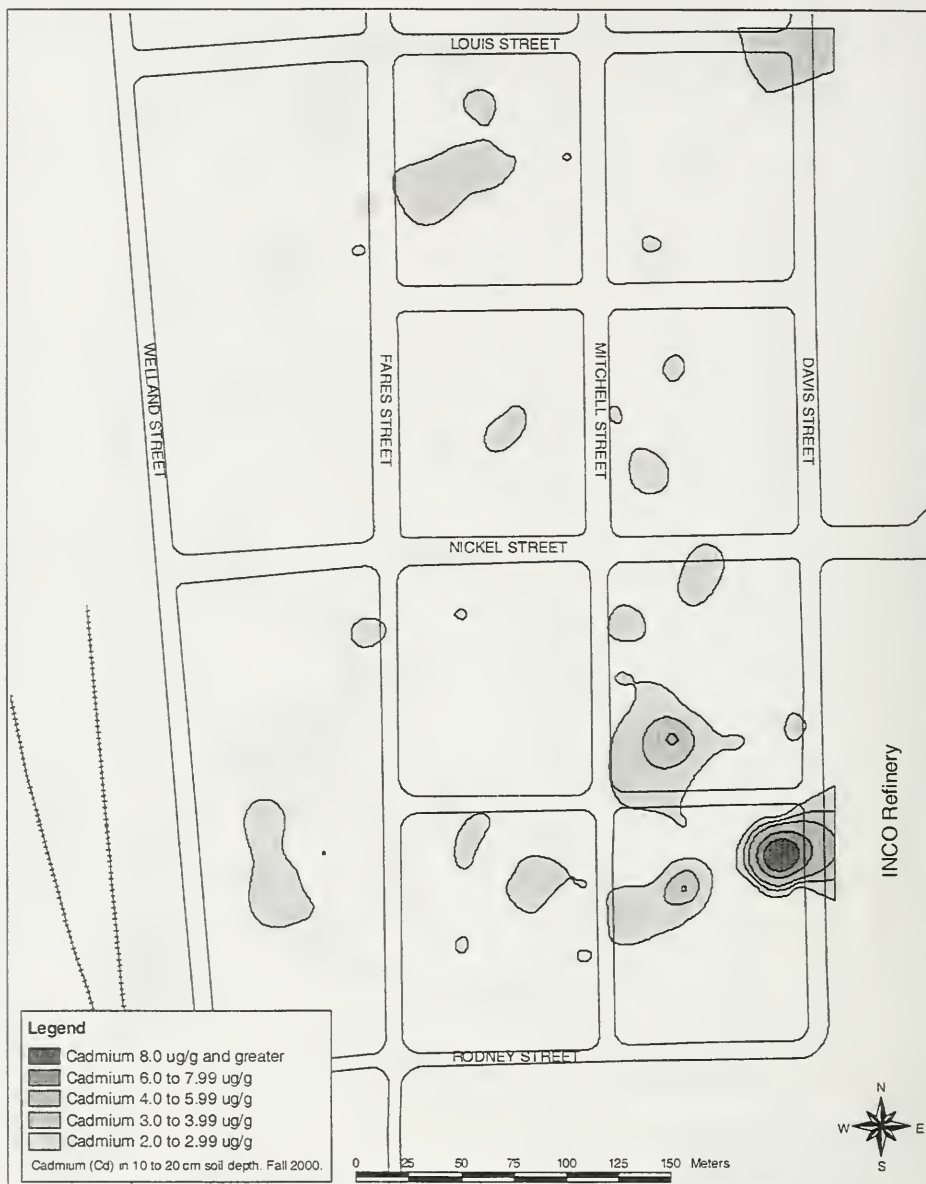 LOUIS STREET
WELLAND STREET
FARES STREET
MITCHELL STREET
DAVIS STREET
NICKEL STREET
INCO Refinery
RODNEY STREET
Legend
Cadmium 8.0 ug/g and greater
Cadmium 6.0 to 7.99 ug/g
Cadmium 4.0 to 5.99 ug/g
Cadmium 3.0 to 3.99 ug/g
Cadmium 2.0 to 2.99 ug/g
Cadmium (Cd) in 10 to 20 cm soil depth. Fall 2000.
0 25 50 75 100 125 150 Meters
N
W E
S